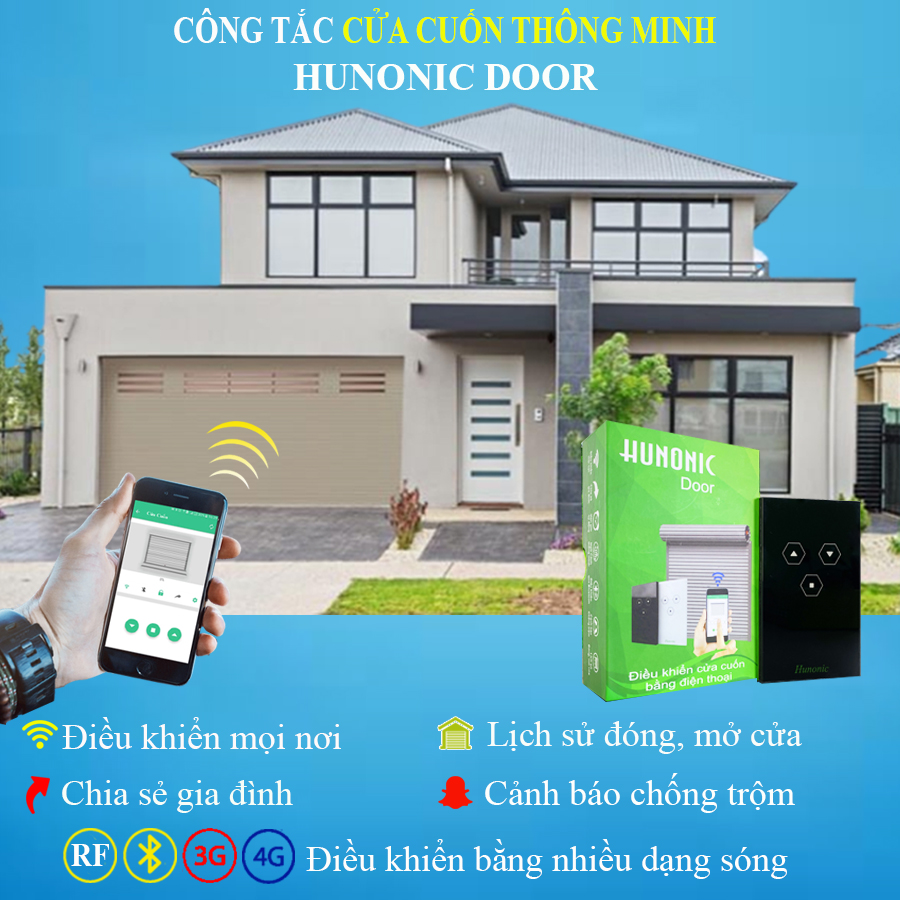 CÔNG TẮC CỬA CUỐN THÔNG MINH
HUNONIC DOOR
Cửa Cuốn
HUNONIC
Door
Điều khiển cửa cuốn
bằng điện thoại
Hunonic
Điều khiển mọi nơi
Lịch sử đóng, mở cửa
Chia sẻ gia đình
Cảnh báo chống trộm
RF 3G 4G Điều khiển bằng nhiều dạng sóng